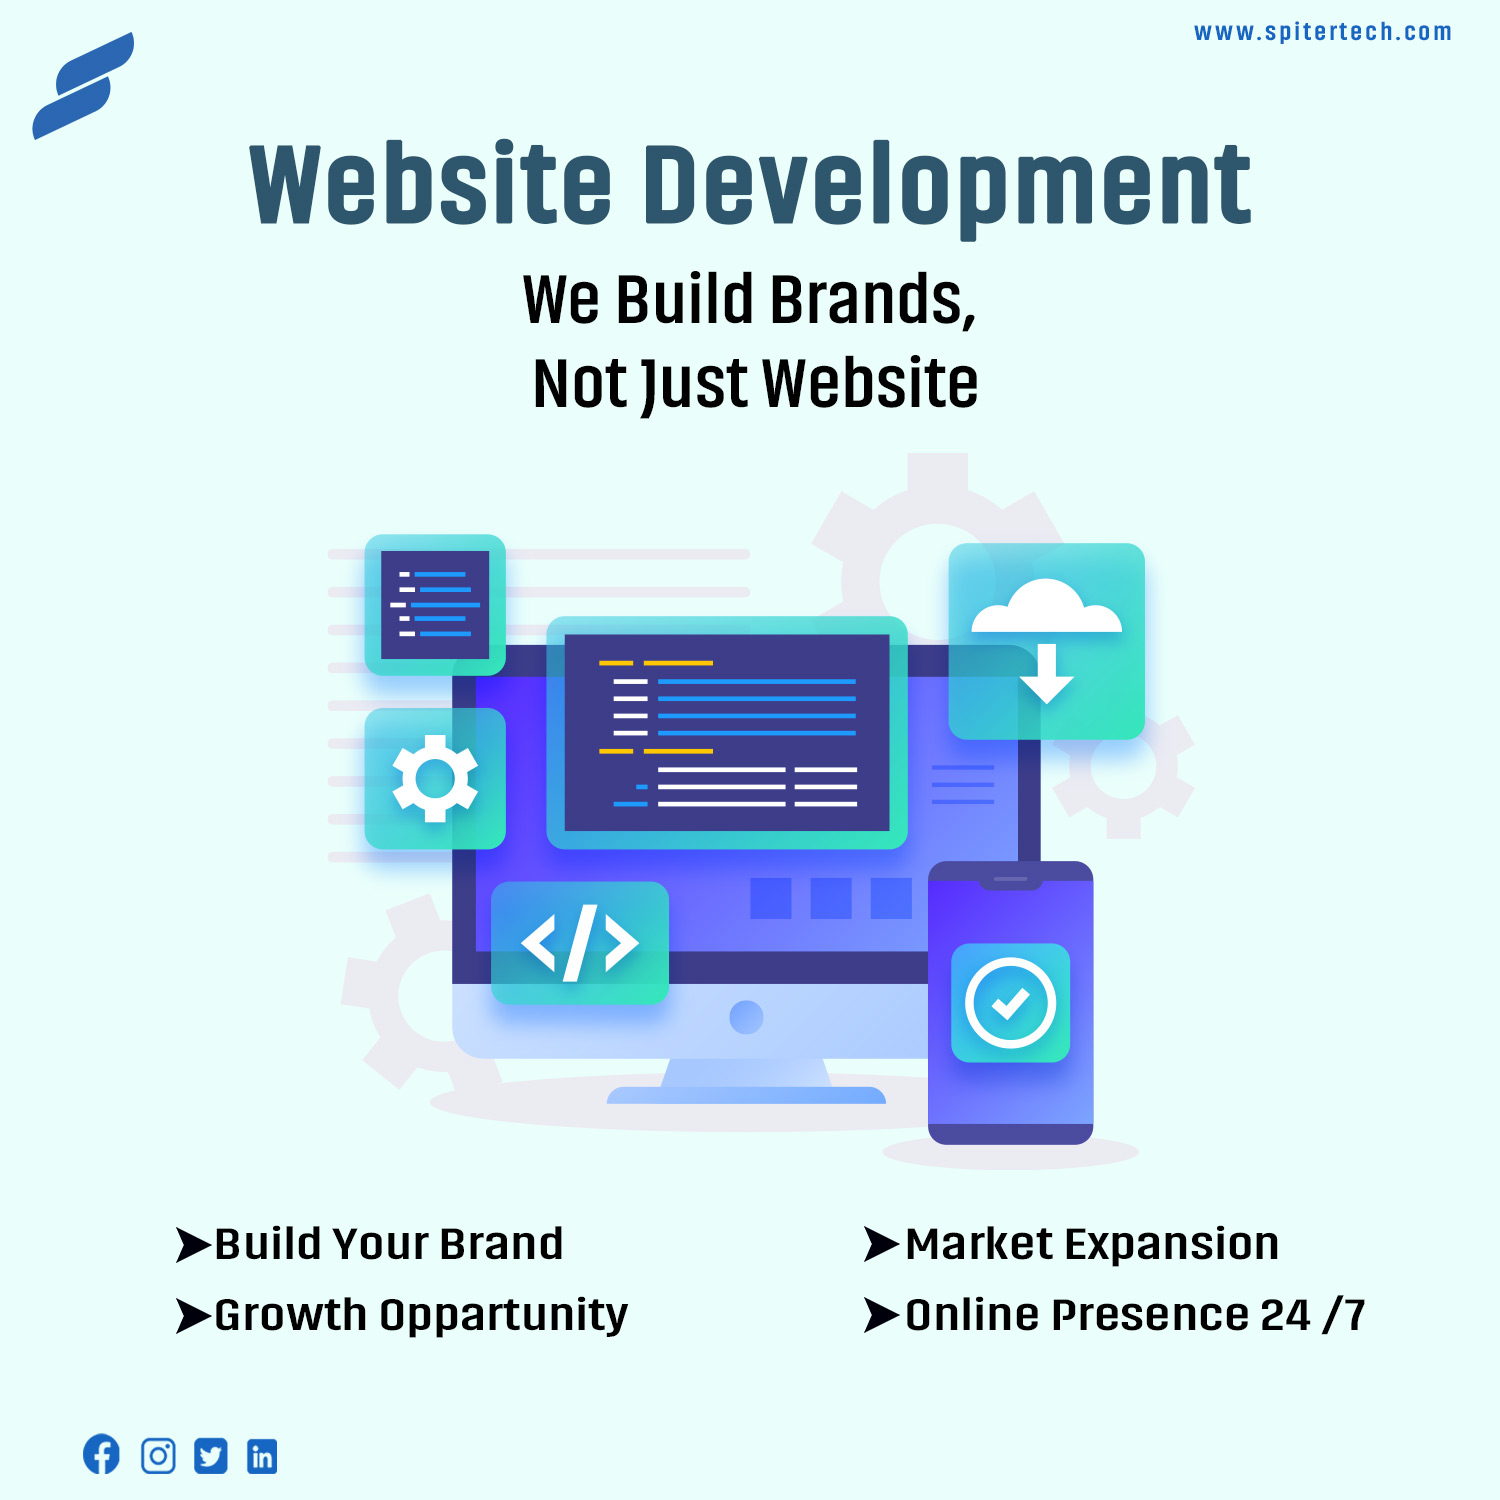 www.spitertech.com
Website Development
We Build Brands,
Not Just Website
</>
➤Build Your Brand
➤Growth Oppartunity
➤Market Expansion
➤Online Presence 24 /7